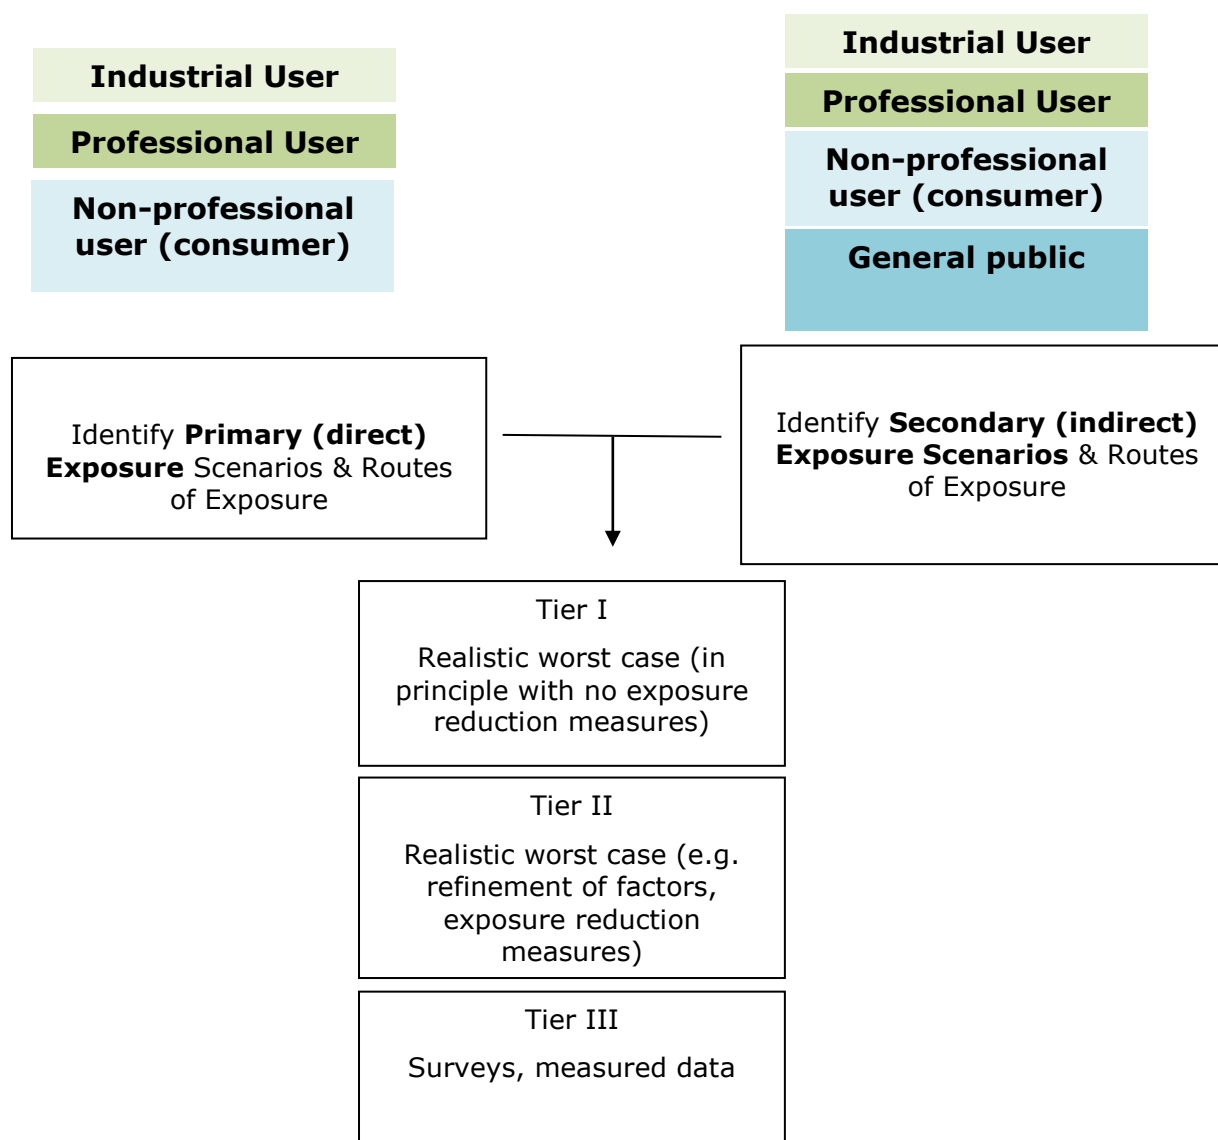 Industrial User
Professional User
Non-professional
user (consumer)
Industrial User
Professional User
Non-professional
user (consumer)
General public
Identify Primary (direct)
Exposure Scenarios & Routes
of Exposure
Identify Secondary (indirect)
Exposure Scenarios & Routes
of Exposure
Tier I
Realistic worst case (in
principle with no exposure
reduction measures)
Tier II
Realistic worst case (e.g.
refinement of factors,
exposure reduction
measures)
Tier III
Surveys, measured data